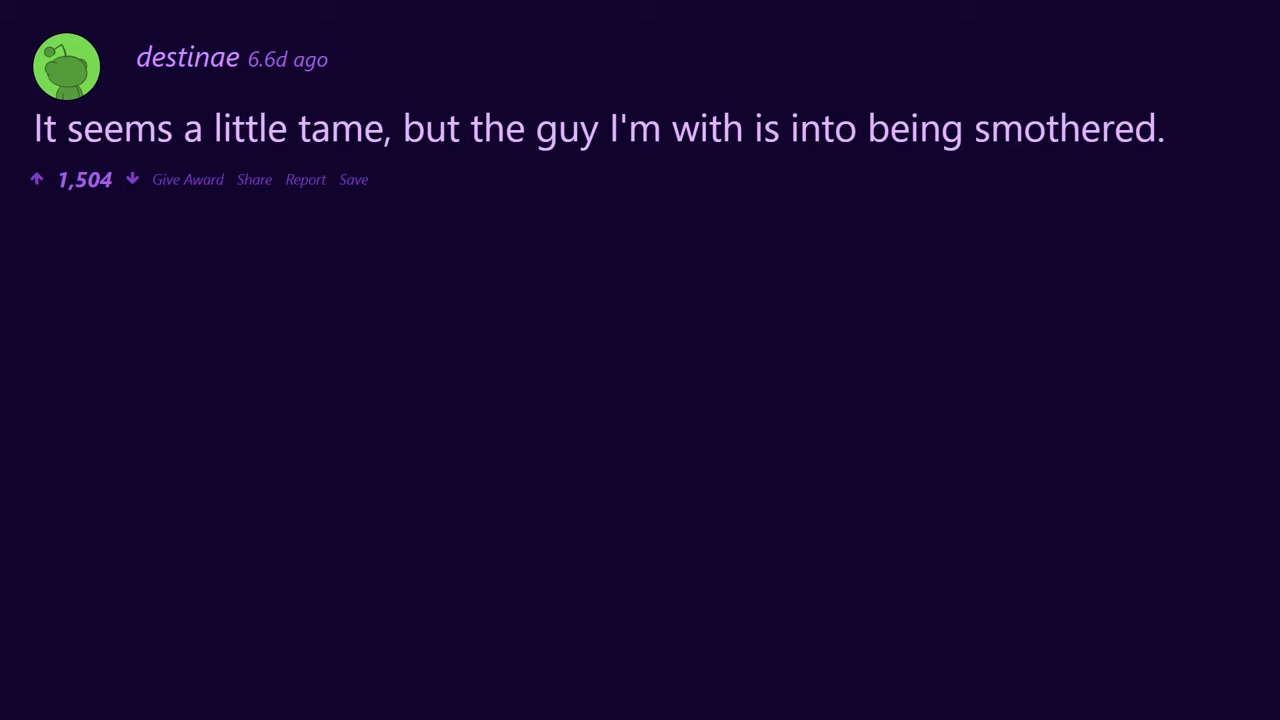 destinae 6.6d ago
It seems a little tame, but the guy I'm with is into being smothered.
1,504 Give Award Share Report Save